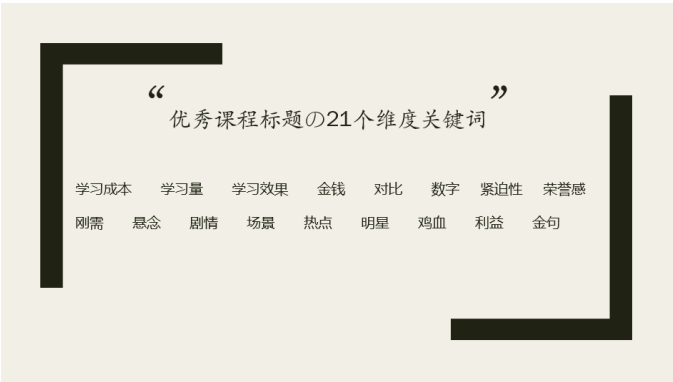 “优秀课程标题の21个维度关键词”
学习成本 学习量 学习效果 金钱 对比 数字 紧迫性 荣誉感
刚需 悬念 剧情 场景 热点 明星 鸡血 利益 金句